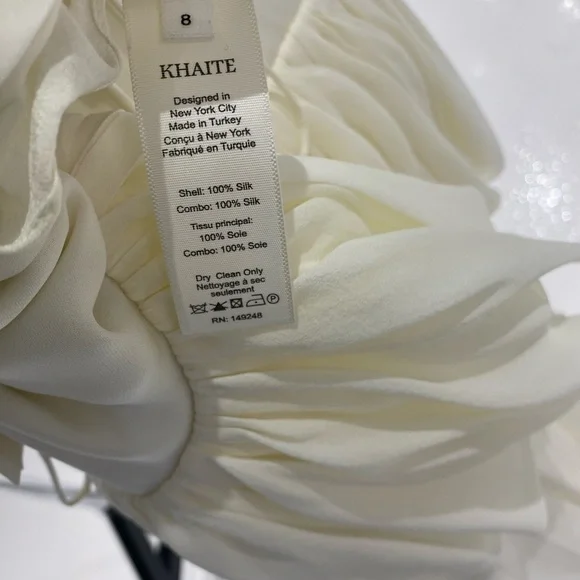 8
KHAITE
Designed in
New York City
Made in Turkey
Conçu à New York
Fabriqué en Turquie
Shell: 100% Silk
Combo: 100% Silk
Tissu principal:
100% Soie
Combo: 100% Soie
Dry Clean Only
Nettoyage à sec
seulement
RN: 149248